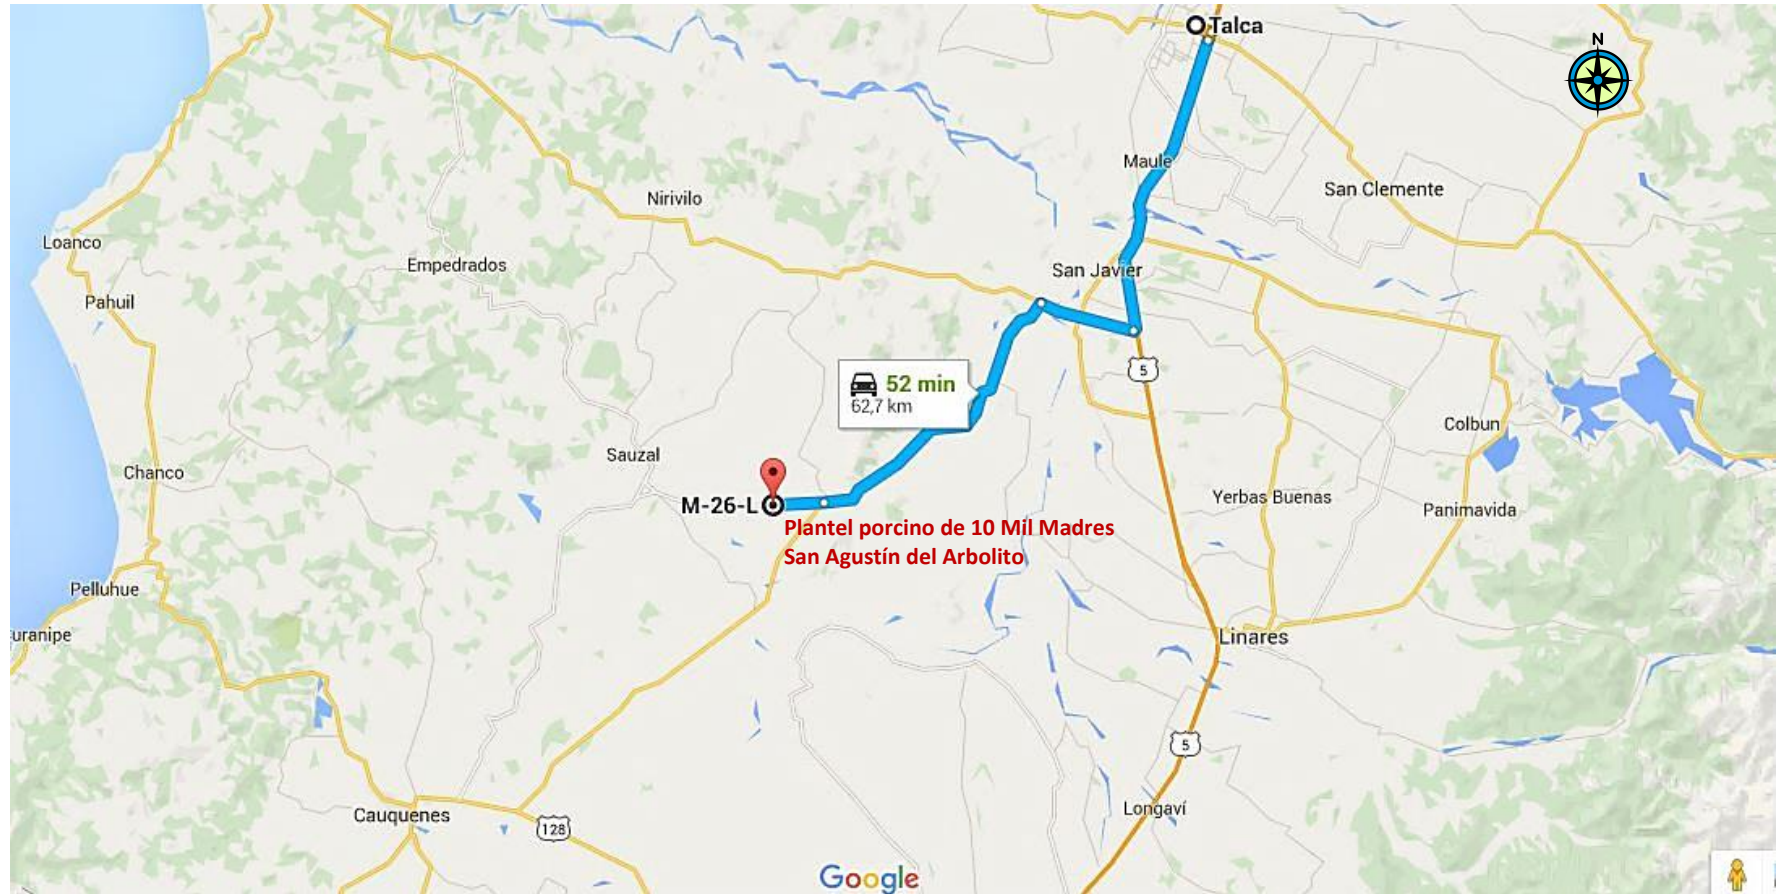 Talca
N
Maule
San Clemente
Nirivilo
Loanco
Empedrados
San Javier
Pahuil
52 min
62,7 km
5
Colbun
Sauzal
Chanco
M-26-L
Yerbas Buenas
Panimavida
Plantel porcino de 10 Mil Madres
San Agustín del Arbolito
Pelluhue
uranipe
Linares
5
Cauquenes
128
Longaví
Google